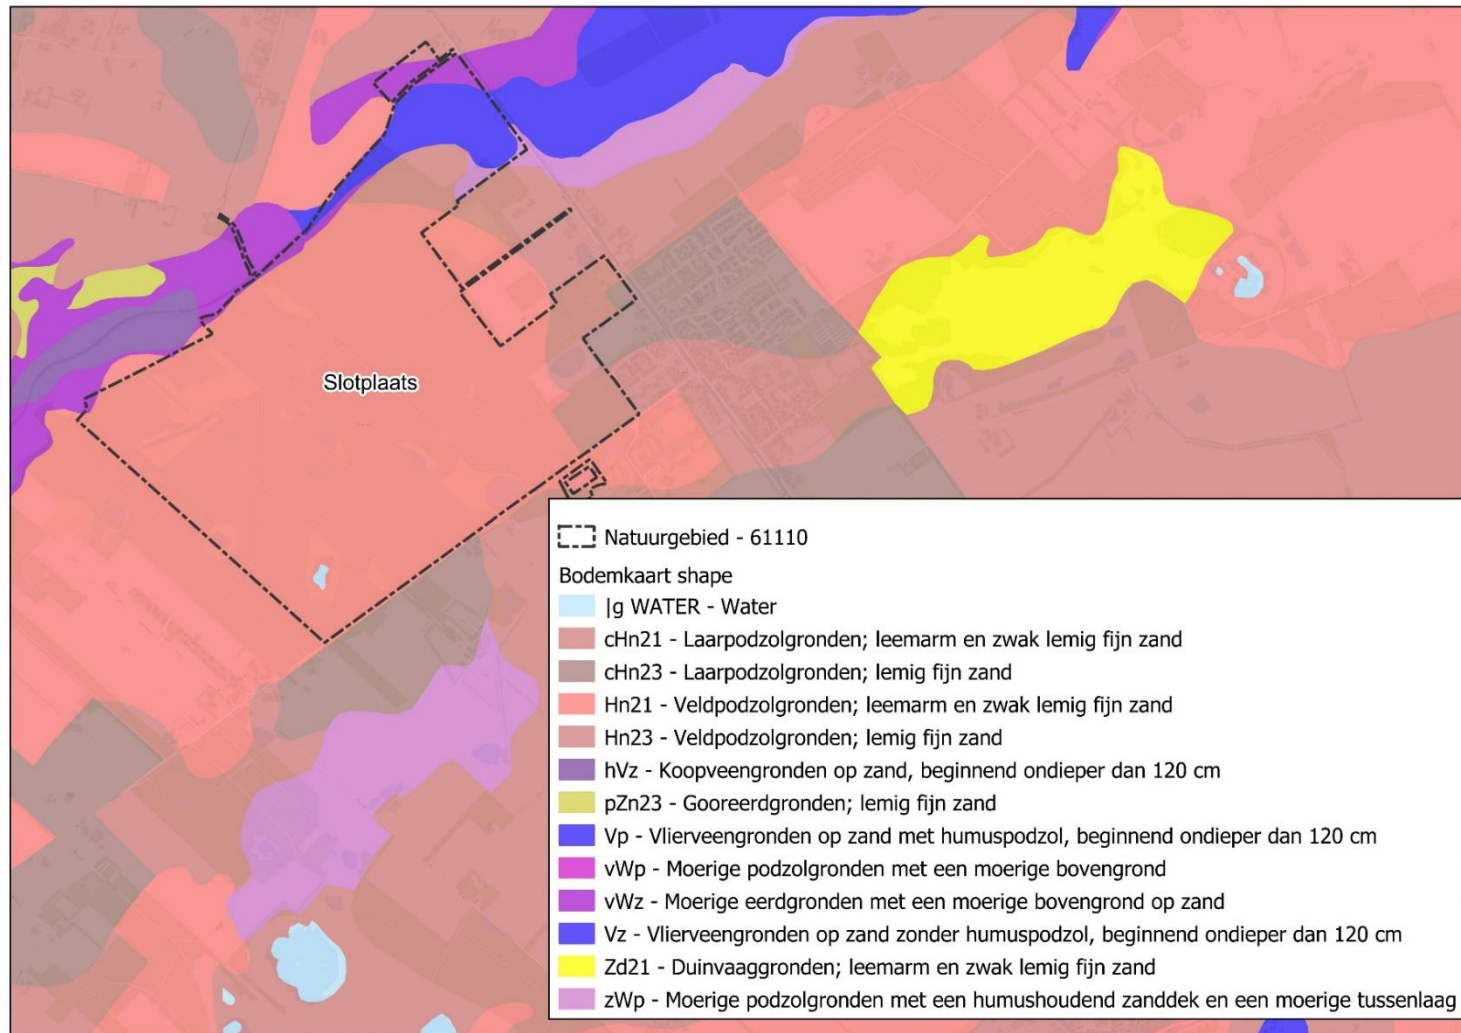 Slotplaats
Natuurgebied - 61110
Bodemkaart shape
|g WATER - Water
cHn21 - Laarpodzolgronden; leemarm en zwak lemig fijn zand
cHn23 - Laarpodzolgronden; lemig fijn zand
Hn21 - Veldpodzolgronden; leemarm en zwak lemig fijn zand
Hn23 - Veldpodzolgronden; lemig fijn zand
hVz - Koopveengronden op zand, beginnend ondieper dan 120 cm
pZn23 - Gooreerdgronden; lemig fijn zand
Vp - Vlierveengronden op zand met humuspodzol, beginnend ondieper dan 120 cm
vWp - Moerige podzolgronden met een moerige bovengrond
vWz - Moerige eerdgronden met een moerige bovengrond op zand
Vz - Vlierveengronden op zand zonder humuspodzol, beginnend ondieper dan 120 cm
Zd21 - Duinvaaggronden; leemarm en zwak lemig fijn zand
zWp - Moerige podzolgronden met een humushoudend zanddek en een moerige tussenlaag